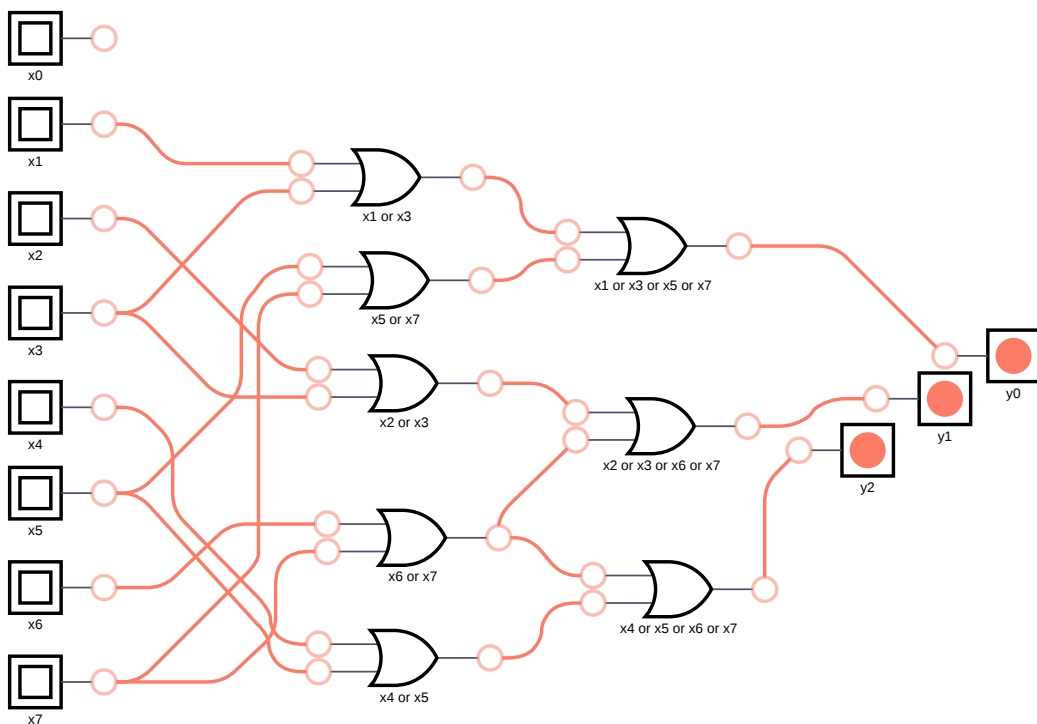 x0
x1
x2
x3
x4
x5
x6
x7
x1 or x3
x5 or x7
x2 or x3
x6 or x7
x4 or x5
x1 or x3 or x5 or x7
x2 or x3 or x6 or x7
x4 or x5 or x6 or x7
y0
y1
y2